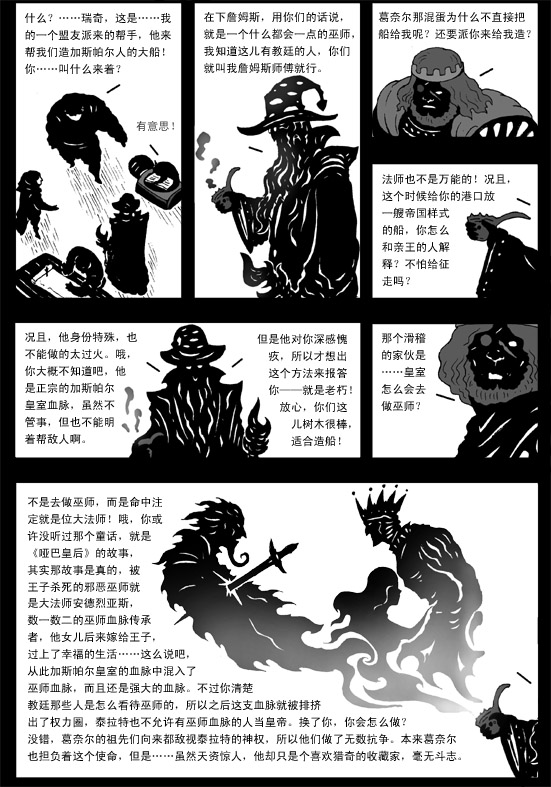 什么？……瑞奇，这是……我
的一个盟友派来的帮手，他来
帮我们造加斯帕尔人的大船！
你……叫什么来着？
有意思！
在下詹姆斯，用你们的话说，
就是一个什么都会一点的巫师，
我知道这儿有教廷的人，你们
就叫我詹姆斯师傅就行。
葛奈尔那混蛋为什么不直接把
船给我呢？还要派你来给我造？
法师也不是万能的！况且，
这个时候给你的港口放
一艘帝国样式
的船，你怎么
和亲王的人解
释？不怕给征
走吗？
况且，他身份特殊，也
不能做的太过火。哦，
你大概不知道吧，他
是正宗的加斯帕尔
皇室血脉，虽然不
管事，但也不能明
着帮敌人啊。
但是他对你深感愧
疚，所以才想出
这个方法来报答
你——就是老朽！
放心，你们这
儿树木很棒，
适合造船！
那个滑稽
的家伙是
……皇室
怎么会去
做巫师？
不是去做巫师，而是命中注
定就是位大法师！哦，你或
许没听过那个童话，就是
《哑巴皇后》的故事，
其实那故事是真的，被
王子杀死的邪恶巫师就
是大法师安德烈亚斯，
数一数二的巫师血脉传承
者，他女儿后来嫁给王子，
过上了幸福的生活……这么说吧，
从此加斯帕尔皇室的血脉中混入了
巫师血脉，而且还是强大的血脉。不过你清楚
教廷那些人是怎么看待巫师的，所以之后这支血脉就被排挤
出了权力圈，泰拉特也不允许有巫师血脉的人当皇帝。换了你，你会怎么做？
没错，葛奈尔的祖先们向来都敌视泰拉特的神权，所以他们做了无数抗争。本来葛奈尔
也担负着这个使命，但是……虽然天资惊人，他却只是个喜欢猎奇的收藏家，毫无斗志。